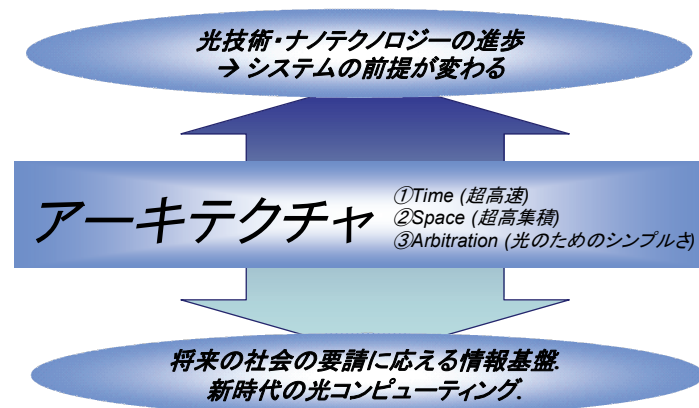 光技術・ナノテクノロジーの進歩
→ システムの前提が変わる
アーキテクチャ
①Time (超高速)
②Space (超高集積)
③Arbitration (光のためのシンプルさ)
将来の社会の要請に応える情報基盤.
新時代の光コンピューティング.